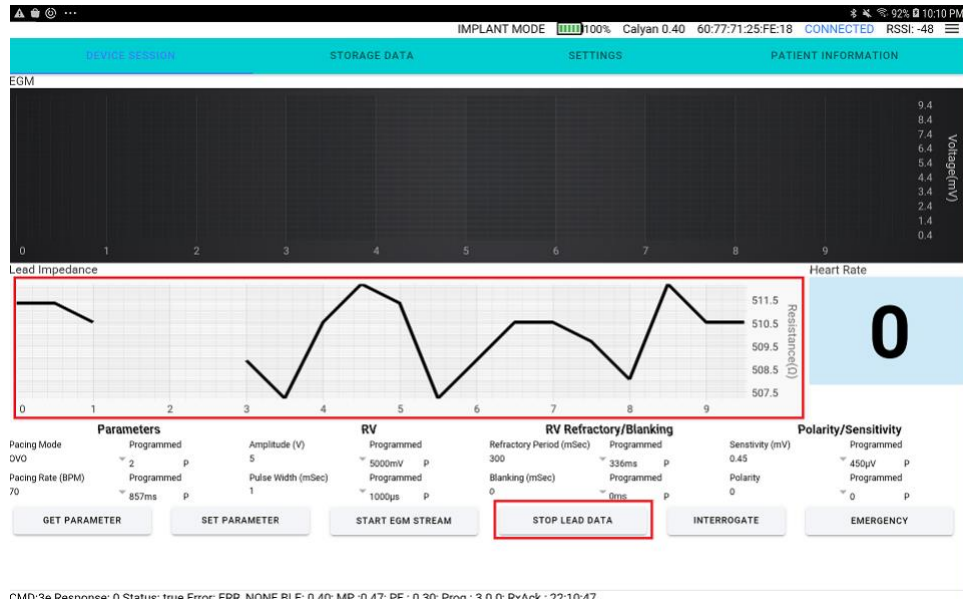 92% 10:10 PM
IMPLANT MODE 100% Calyan 0.40 60:77:71:25:FE:18 CONNECTED RSSI: -48
DEVICE SESSION STORAGE DATA SETTINGS PATIENT INFORMATION
EGM
9.4
8.4
7.4
6.4
5.4
4.4
3.4
2.4
1.4
0.4
Voltage(mV)
0 1 2 3 4 5 6 7 8 9
Lead Impedance
Heart Rate
511.5
510.5
509.5
508.5
507.5
Resistance(Ω)
0
0 1 2 3 4 5 6 7 8 9
Parameters RV RV Refractory/Blanking Polarity/Sensitivity
Pacing Mode Programmed Amplitude (V) Programmed Refractory Period (mSec) Programmed Senstivity (mV) Programmed
OVO 2 P 5 5000mV P 300 336ms P 0.45 450µV P
Pacing Rate (BPM) Programmed Pulse Width (mSec) Programmed Blanking (mSec) Programmed Polarity Programmed
70 857ms P 1 1000µs P 0 0ms P 0 0 P
GET PARAMETER SET PARAMETER START EGM STREAM STOP LEAD DATA INTERROGATE EMERGENCY
CMD:3e Response: 0 Status: true Error: ERR_NONE BLE: 0.40: MP :0.47: PF : 0.30: Prog : 3.0.0: RxAck : 22:10:47